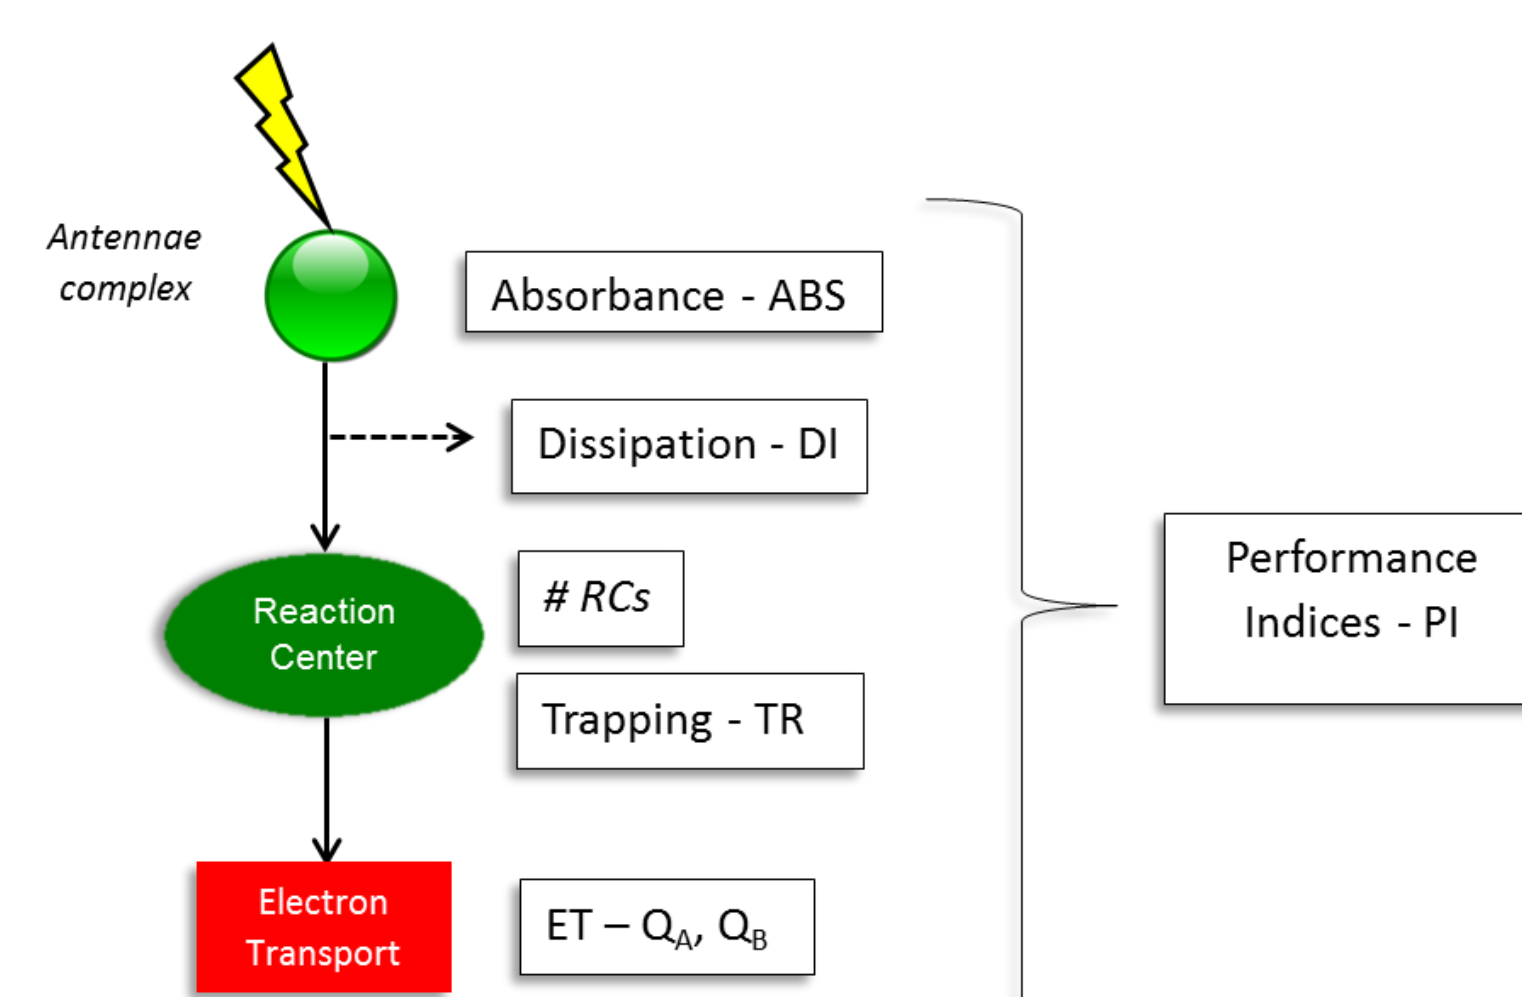 Antennae
complex
Absorbance - ABS
Dissipation - DI
Reaction
Center
# RCs
Trapping - TR
Performance
Indices - PI
Electron
Transport
ET – QA, QB